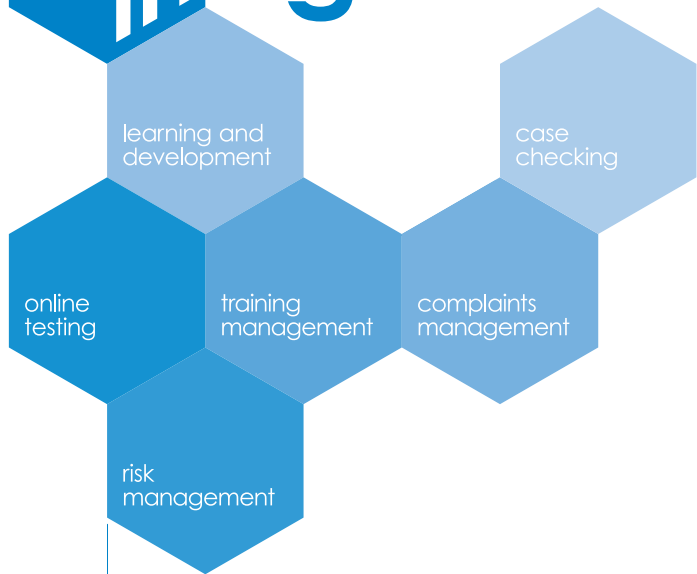 learning and
development
case
checking
online
testing
training
management
complaints
management
risk
management